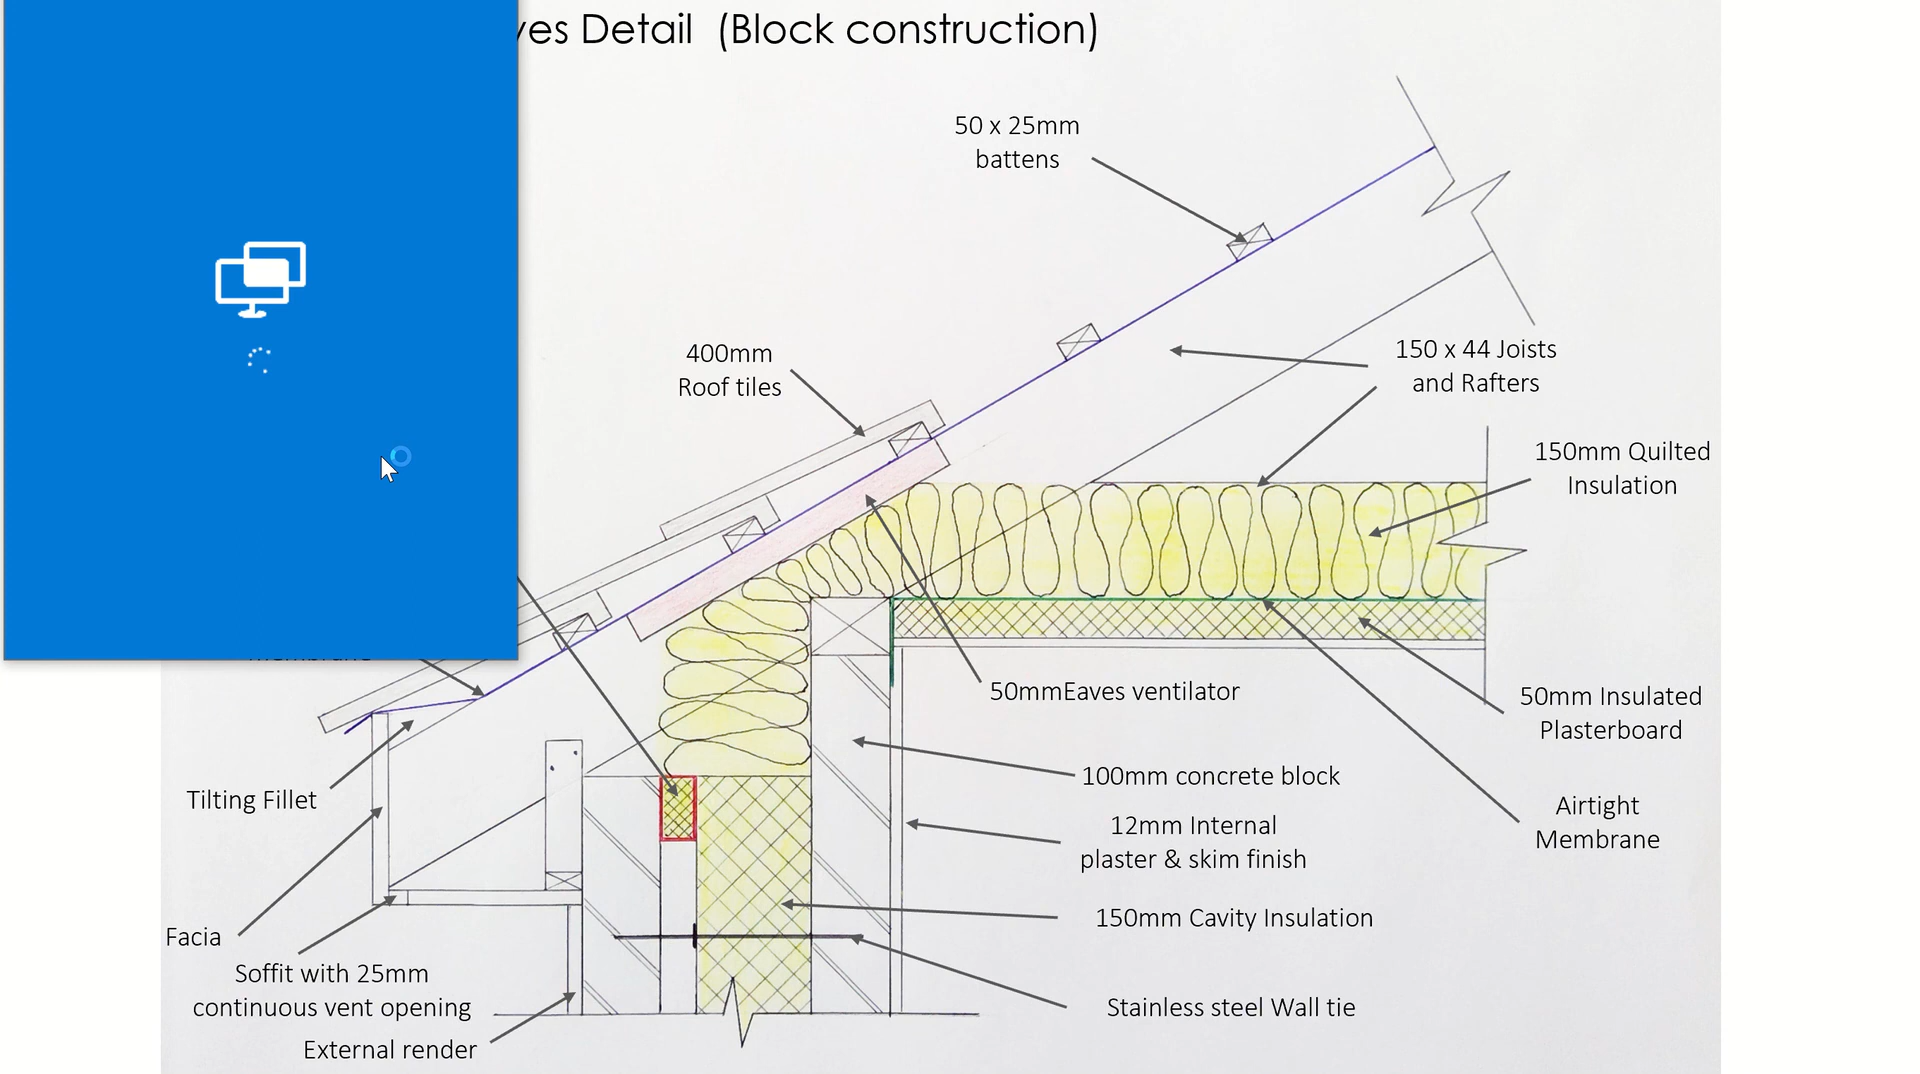 Detail (Block construction)
50 x 25mm
battens
400mm
Roof tiles
150 x 44 Joists
and Rafters
150mm Quilted
Insulation
50mmEaves ventilator
50mm Insulated
Plasterboard
100mm concrete block
Tilting Fillet
12mm Internal
plaster & skim finish
Airtight
Membrane
150mm Cavity Insulation
Facia
Soffit with 25mm
continuous vent opening
Stainless steel Wall tie
External render